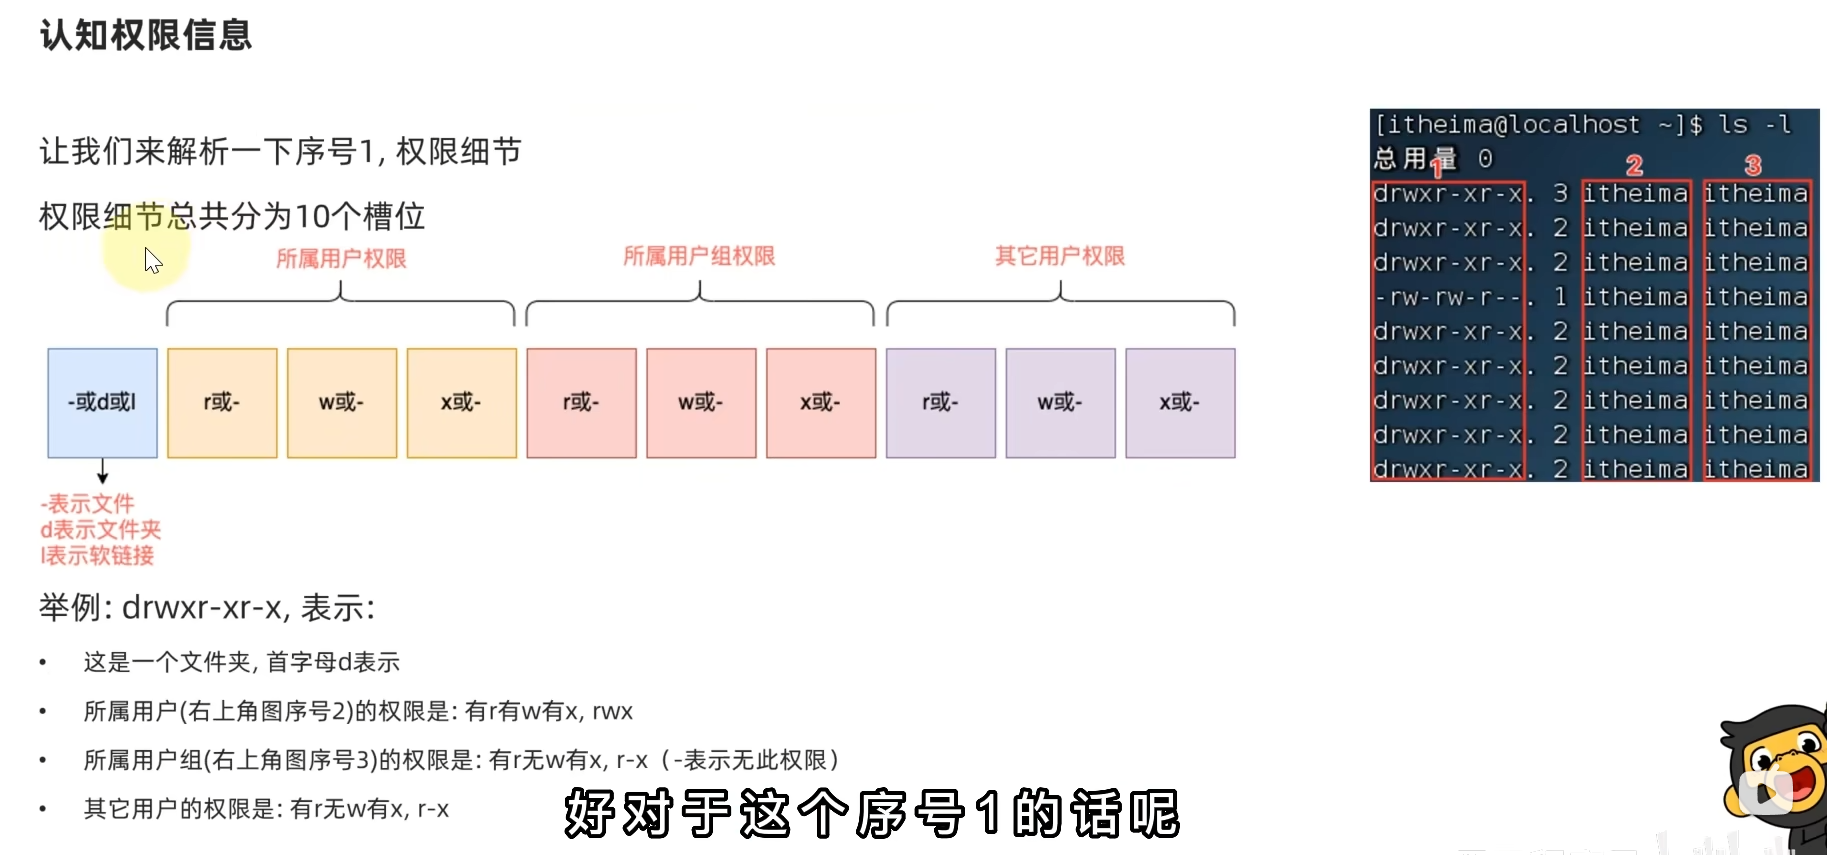 认知权限信息
让我们来解析一下序号1, 权限细节
权限细节总共分为10个槽位
所属用户权限 所属用户组权限 其它用户权限
-或d或l r或- w或- x或- r或- w或- x或- r或- w或- x或-
-表示文件
d表示文件夹
l表示软链接
举例: drwxr-xr-x, 表示:
• 这是一个文件夹, 首字母d表示
• 所属用户(右上角图序号2)的权限是: 有r有w有x, rwx
• 所属用户组(右上角图序号3)的权限是: 有r无w有x, r-x（-表示无此权限）
• 其它用户的权限是: 有r无w有x, r-x
[itheima@localhost ~]$ ls -l
总用量 0
1 2 3
drwxr-xr-x. 3 itheima itheima
drwxr-xr-x. 2 itheima itheima
drwxr-xr-x. 2 itheima itheima
-rw-rw-r--. 1 itheima itheima
drwxr-xr-x. 2 itheima itheima
drwxr-xr-x. 2 itheima itheima
drwxr-xr-x. 2 itheima itheima
drwxr-xr-x. 2 itheima itheima
drwxr-xr-x. 2 itheima itheima
好对于这个序号1的话呢